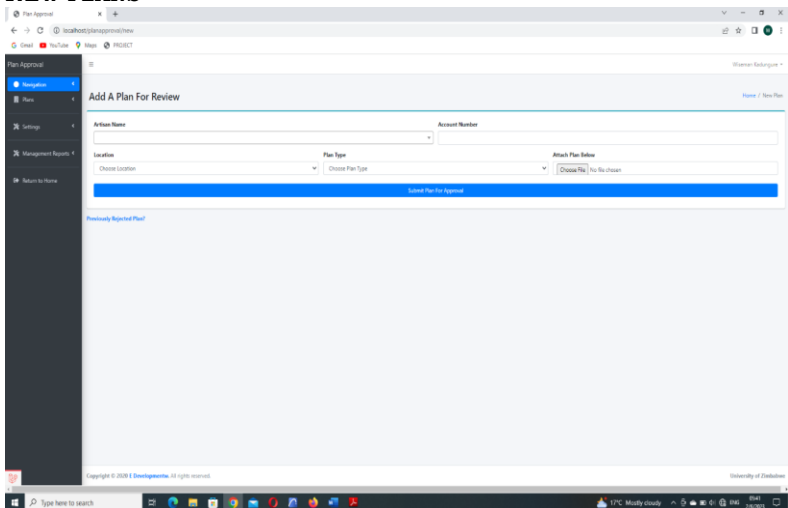 Plan Approval
localhost/planapproval/new
Gmail YouTube Maps PROJECT
Plan Approval
Navigation
Plans
Settings
Management Reports
Return to Home
Add A Plan For Review
Home / New Plan
Artisan Name Account Number
Location Plan Type Attach Plan Below
Choose Location Choose Plan Type Choose File No file chosen
Submit Plan For Approval
Previously Rejected Plan?
Copyright © 2020 E Developments. All rights reserved. University of Zimbabwe
Type here to search 17°C Mostly cloudy ENG